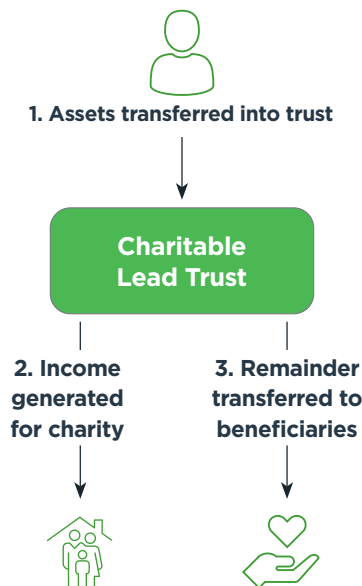 1. Assets transferred into trust
Charitable
Lead Trust
2. Income
generated
for charity
3. Remainder
transferred to
beneficiaries